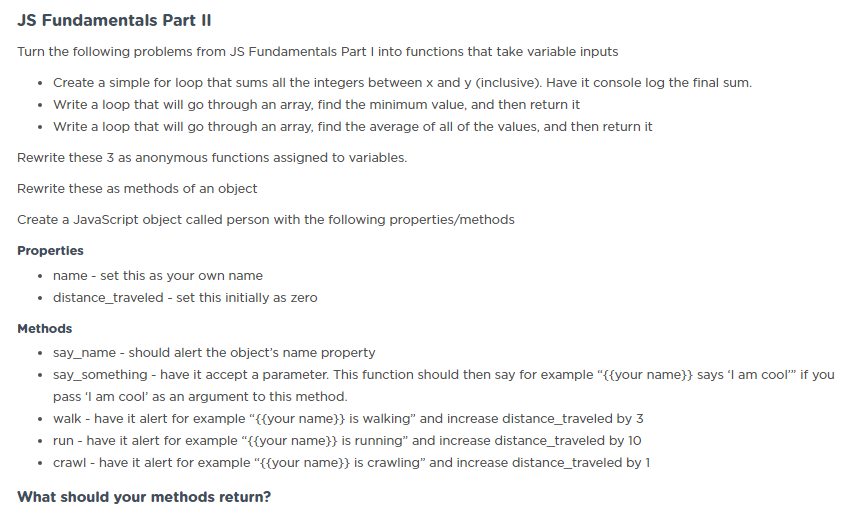 JS Fundamentals Part II
Turn the following problems from JS Fundamentals Part I into functions that take variable inputs
• Create a simple for loop that sums all the integers between x and y (inclusive). Have it console log the final sum.
• Write a loop that will go through an array, find the minimum value, and then return it
• Write a loop that will go through an array, find the average of all of the values, and then return it
Rewrite these 3 as anonymous functions assigned to variables.
Rewrite these as methods of an object
Create a JavaScript object called person with the following properties/methods
Properties
• name - set this as your own name
• distance_traveled - set this initially as zero
Methods
• say_name - should alert the object’s name property
• say_something - have it accept a parameter. This function should then say for example “{{your name}} says ‘I am cool’” if you
pass ‘I am cool’ as an argument to this method.
• walk - have it alert for example “{{your name}} is walking” and increase distance_traveled by 3
• run - have it alert for example “{{your name}} is running” and increase distance_traveled by 10
• crawl - have it alert for example “{{your name}} is crawling” and increase distance_traveled by 1
What should your methods return?